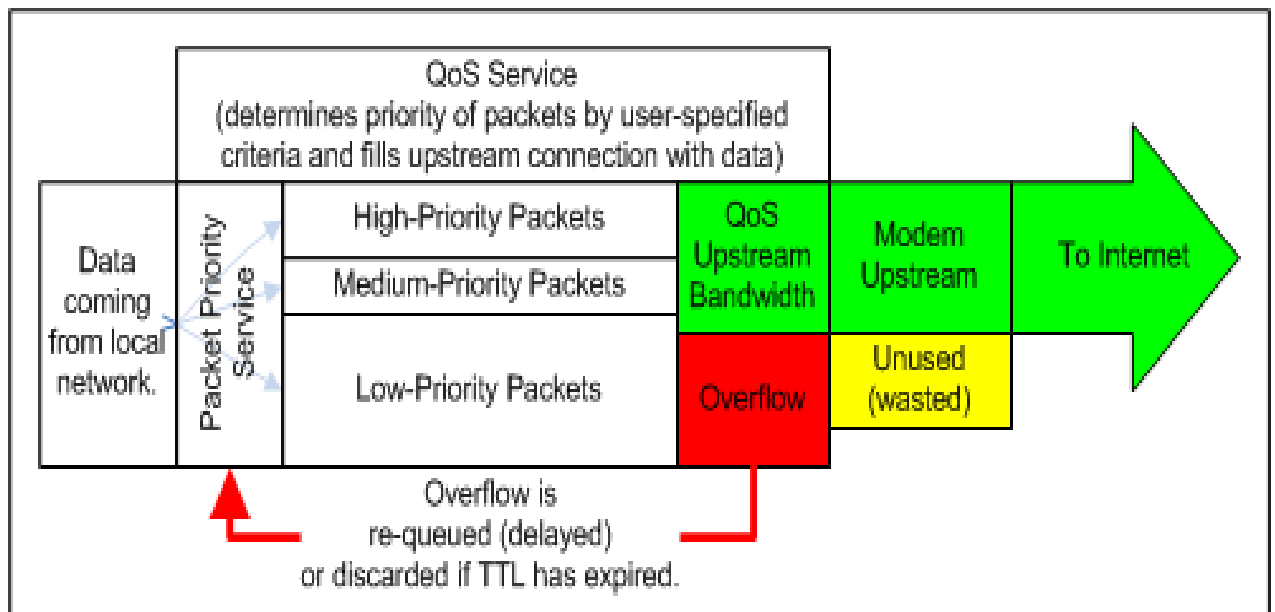 QoS Service
(determines priority of packets by user-specified
criteria and fills upstream connection with data)
Data
coming
from local
network.
Packet Priority
Service
High-Priority Packets
Medium-Priority Packets
Low-Priority Packets
QoS
Upstream
Bandwidth
Overflow
Modem
Upstream
Unused
(wasted)
To Internet
Overflow is
re-queued (delayed)
or discarded if TTL has expired.